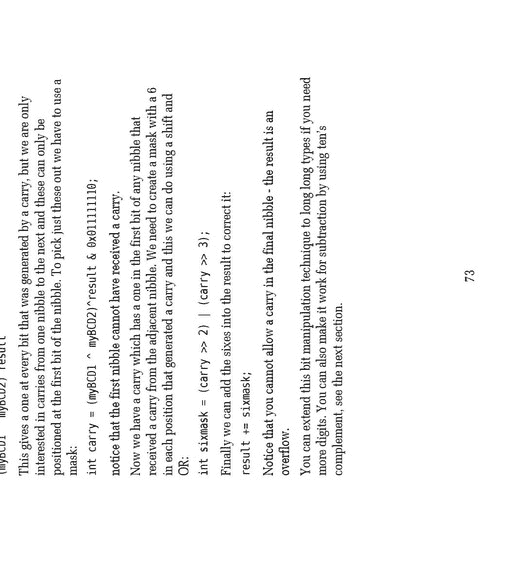 (myBCD1 myBCD2) result
This gives a one at every bit that was generated by a carry, but we are only
interested in carries from one nibble to the next and these can only be
positioned at the first bit of the nibble. To pick just these out we have to use a
mask:
int carry = (myBCD1 ^ myBCD2)^result & 0x011111110;
notice that the first nibble cannot have received a carry.
Now we have a carry which has a one in the first bit of any nibble that
received a carry from the adjacent nibble. We need to create a mask with a 6
in each position that generated a carry and this we can do using a shift and
OR:
int sixmask = (carry >> 2) | (carry >> 3);
Finally we can add the sixes into the result to correct it:
result += sixmask;
Notice that you cannot allow a carry in the final nibble - the result is an
overflow.
You can extend this bit manipulation technique to long long types if you need
more digits. You can also make it work for subtraction by using ten's
complement, see the next section.
73